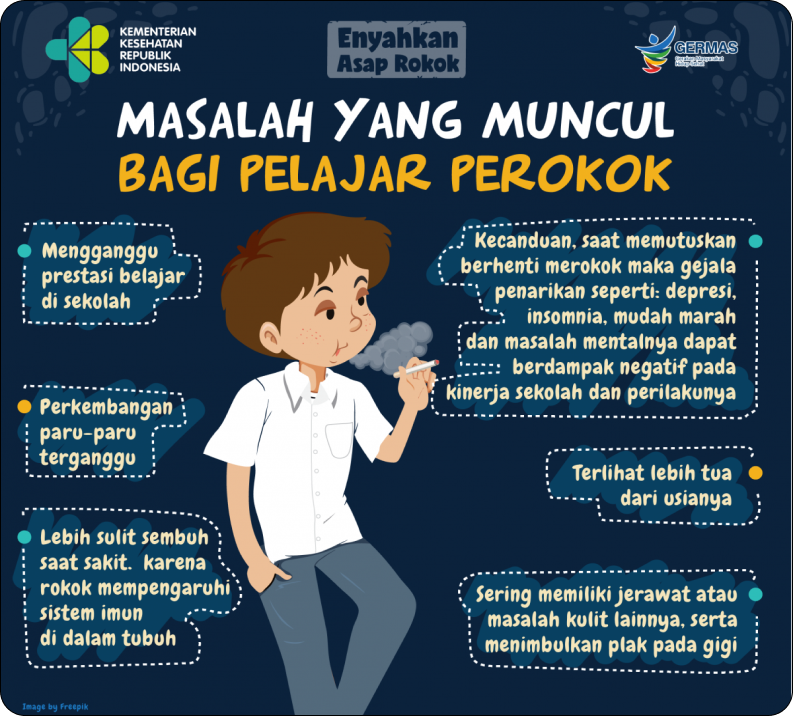 KEMENTERIAN
KESEHATAN
REPUBLIK
INDONESIA
Enyahkan
Asap Rokok
GERMAS
Gerakan Masyarakat
Hidup Sehat
MASALAH YANG MUNCUL
BAGI PELAJAR PEROKOK
Mengganggu
prestasi belajar
di sekolah
Perkembangan
paru-paru
terganggu
Lebih sulit sembuh
saat sakit. karena
rokok mempengaruhi
sistem imun
di dalam tubuh
Kecanduan, saat memutuskan
berhenti merokok maka gejala
penarikan seperti: depresi,
insomnia, mudah marah
dan masalah mentalnya dapat
berdampak negatif pada
kinerja sekolah dan perilakunya
Terlihat lebih tua
dari usianya
Sering memiliki jerawat atau
masalah kulit lainnya, serta
menimbulkan plak pada gigi
Image by Freepik